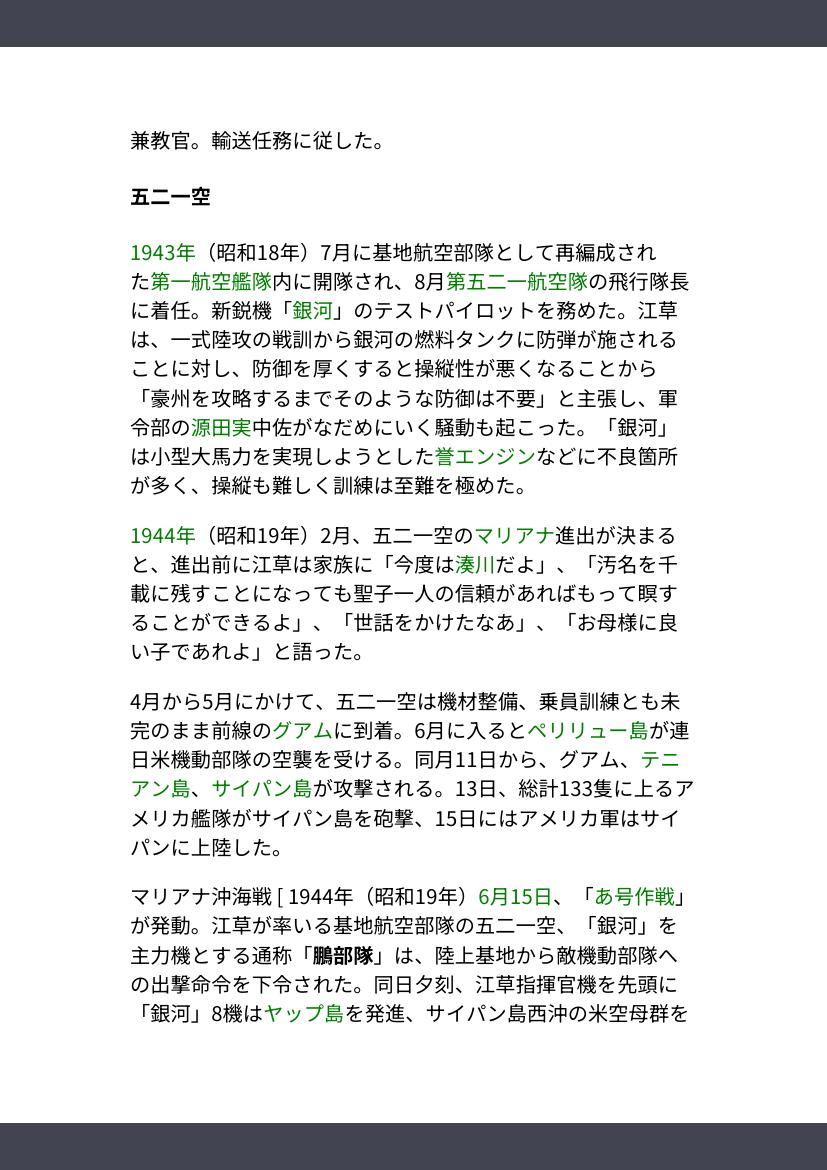 兼教官。輸送任務に従した。
五二一空
1943年（昭和18年）7月に基地航空部隊として再編成され
た第一航空艦隊内に開隊され、8月第五二一航空隊の飛行隊長
に着任。新鋭機「銀河」のテストパイロットを務めた。江草
は、一式陸攻の戦訓から銀河の燃料タンクに防弾が施される
ことに対し、防御を厚くすると操縦性が悪くなることから
「豪州を攻略するまでそのような防御は不要」と主張し、軍
令部の源田実中佐がなだめにいく騒動も起こった。「銀河」
は小型大馬力を実現しようとした誉エンジンなどに不良箇所
が多く、操縦も難しく訓練は至難を極めた。
1944年（昭和19年）2月、五二一空のマリアナ進出が決まる
と、進出前に江草は家族に「今度は湊川だよ」、「汚名を千
載に残すことになっても聖子一人の信頼があればもって瞑す
ることができるよ」、「世話をかけたなあ」、「お母様に良
い子であれよ」と語った。
4月から5月にかけて、五二一空は機材整備、乗員訓練とも未
完のまま前線のグアムに到着。6月に入るとペリリュー島が連
日米機動部隊の空襲を受ける。同月11日から、グアム、テニ
アン島、サイパン島が攻撃される。13日、総計133隻に上るア
メリカ艦隊がサイパン島を砲撃、15日にはアメリカ軍はサイ
パンに上陸した。
マリアナ沖海戦 [ 1944年（昭和19年）6月15日、「あ号作戦」
が発動。江草が率いる基地航空部隊の五二一空、「銀河」を
主力機とする通称「鵬部隊」は、陸上基地から敵機動部隊へ
の出撃命令を下令された。同日夕刻、江草指揮官機を先頭に
「銀河」8機はヤップ島を発進、サイパン島西沖の米空母群を